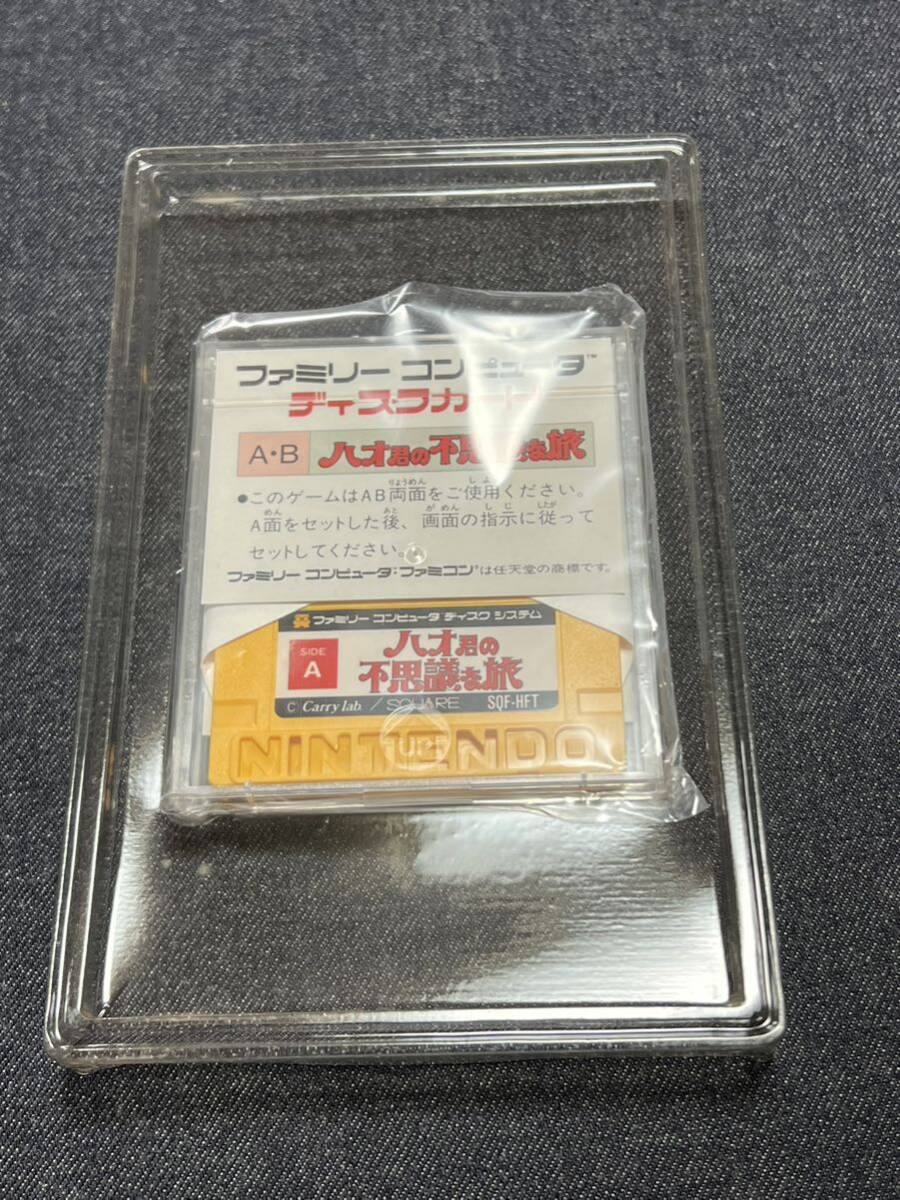 ファミリー コンピュータ™
ディスクカード
A・B ハオ君の不思議な旅
●このゲームはAB両面をご使用ください。
A面をセットした後、画面の指示に従って
セットしてください。
ファミリー コンピュータ・ファミコンは任天堂の商標です。
ファミリー コンピュータ ディスク システム
SIDE
A
ハオ君の
不思議な旅
© Carry lab. / SQUARE SQF-HFT
NINTENDO